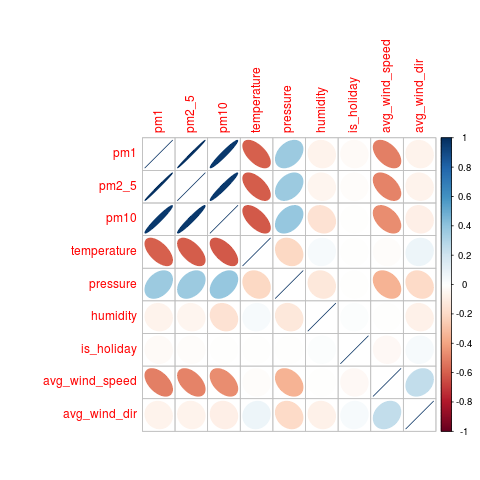 pm1
pm2_5
pm10
temperature
pressure
humidity
is_holiday
avg_wind_speed
avg_wind_dir
pm1
pm2_5
pm10
temperature
pressure
humidity
is_holiday
avg_wind_speed
avg_wind_dir
1
0.8
0.6
0.4
0.2
0
-0.2
-0.4
-0.6
-0.8
-1